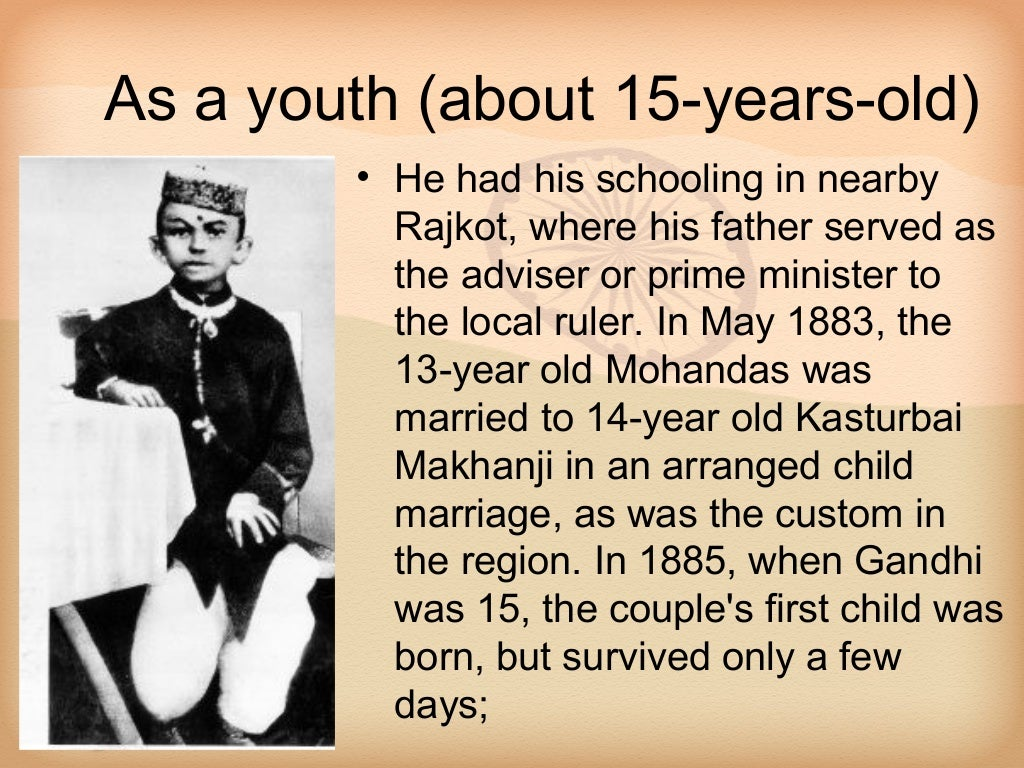 As a youth (about 15-years-old)
• He had his schooling in nearby
Rajkot, where his father served as
the adviser or prime minister to
the local ruler. In May 1883, the
13-year old Mohandas was
married to 14-year old Kasturbai
Makhanji in an arranged child
marriage, as was the custom in
the region. In 1885, when Gandhi
was 15, the couple's first child was
born, but survived only a few
days;